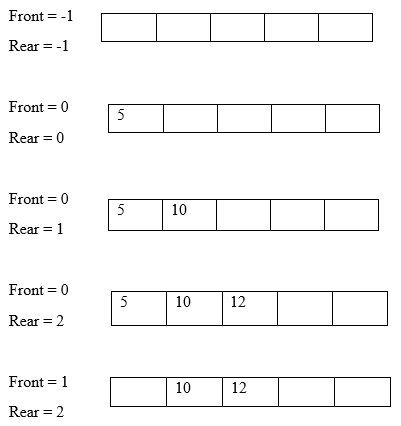 Front = -1
Rear = -1
Front = 0
5
Rear = 0
Front = 0
5 10
Rear = 1
Front = 0
5 10 12
Rear = 2
Front = 1
10 12
Rear = 2